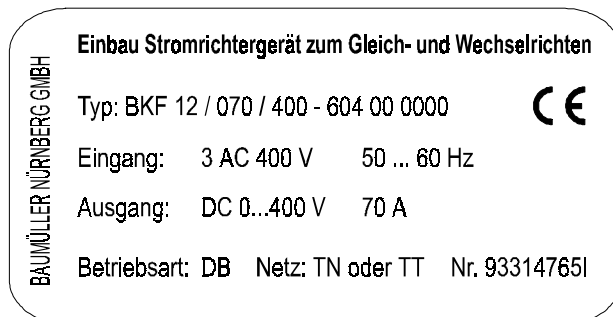 BAUMÜLLER NÜRNBERG GMBH
Einbau Stromrichtergerät zum Gleich- und Wechselrichten
Typ: BKF 12 / 070 / 400 - 604 00 0000 CE
Eingang: 3 AC 400 V 50 ... 60 Hz
Ausgang: DC 0...400 V 70 A
Betriebsart: DB Netz: TN oder TT Nr. 93314765I